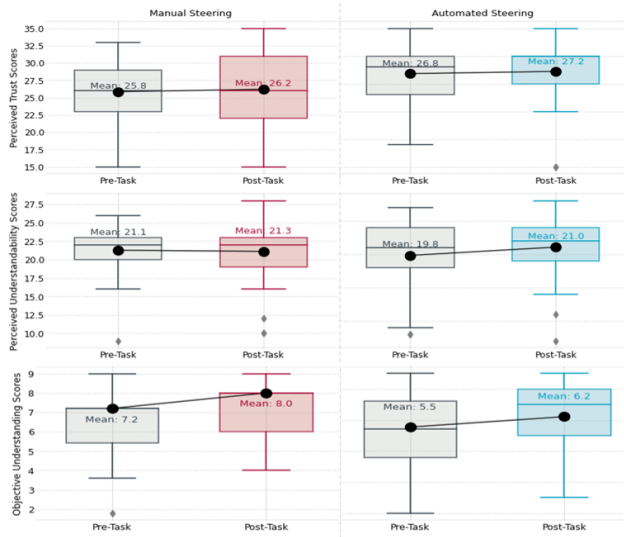 Manual Steering
Automated Steering
Perceived Trust Scores
35.0
32.5
30.0
27.5
25.0
22.5
20.0
17.5
15.0
Mean: 25.8
Mean: 26.2
Mean: 26.8
Mean: 27.2
Pre-Task
Post-Task
Pre-Task
Post-Task
Perceived Understandability Scores
27.5
25.0
22.5
20.0
17.5
15.0
12.5
10.0
Mean: 21.1
Mean: 21.3
Mean: 19.8
Mean: 21.0
Pre-Task
Post-Task
Pre-Task
Post-Task
Objective Understanding Scores
9
8
7
6
5
4
3
2
Mean: 7.2
Mean: 8.0
Mean: 5.5
Mean: 6.2
Pre-Task
Post-Task
Pre-Task
Post-Task